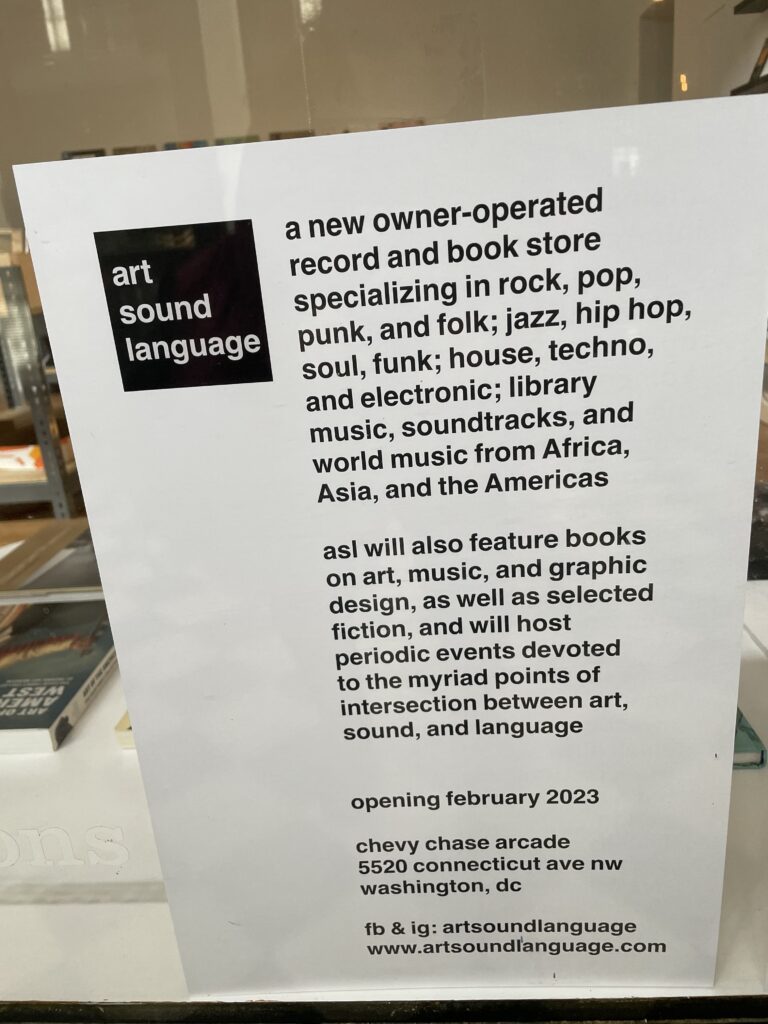 art
sound
language
a new owner-operated
record and book store
specializing in rock, pop,
punk, and folk; jazz, hip hop,
soul, funk; house, techno,
and electronic; library
music, soundtracks, and
world music from Africa,
Asia, and the Americas
asl will also feature books
on art, music, and graphic
design, as well as selected
fiction, and will host
periodic events devoted
to the myriad points of
intersection between art,
sound, and language
opening february 2023
chevy chase arcade
5520 connecticut ave nw
washington, dc
fb & ig: artsoundlanguage
www.artsoundlanguage.com
WEST
ons